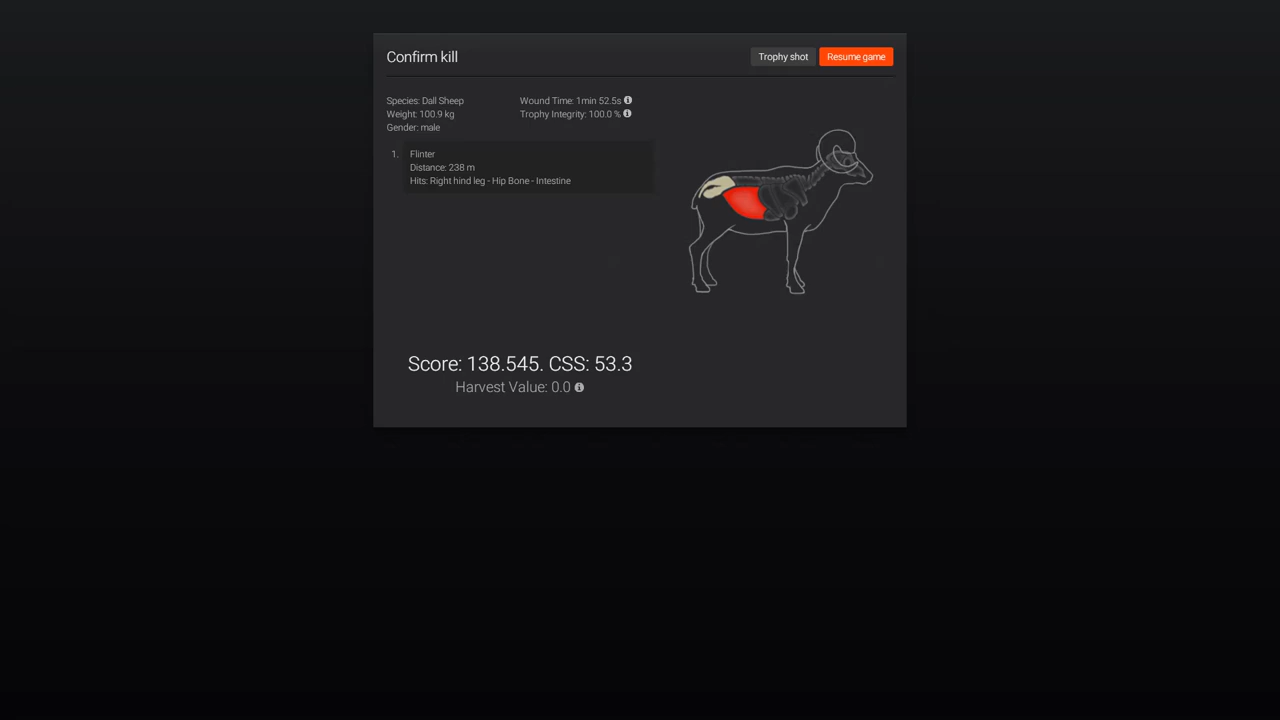 Confirm kill
Trophy shot
Resume game
Species: Dall Sheep
Weight: 100.9 kg
Gender: male
Wound Time: 1min 52.5s
Trophy Integrity: 100.0 %
1.
Flinter
Distance: 238 m
Hits: Right hind leg - Hip Bone - Intestine
Score: 138.545. CSS: 53.3
Harvest Value: 0.0